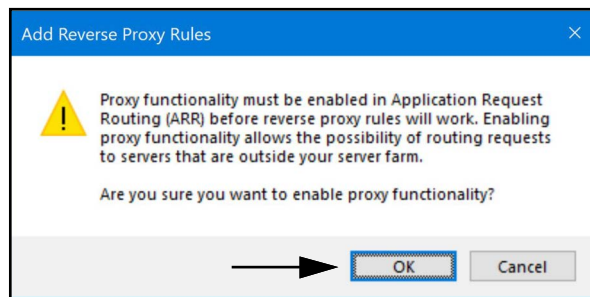 Add Reverse Proxy Rules
Proxy functionality must be enabled in Application Request
Routing (ARR) before reverse proxy rules will work. Enabling
proxy functionality allows the possibility of routing requests
to servers that are outside your server farm.
Are you sure you want to enable proxy functionality?
OK
Cancel